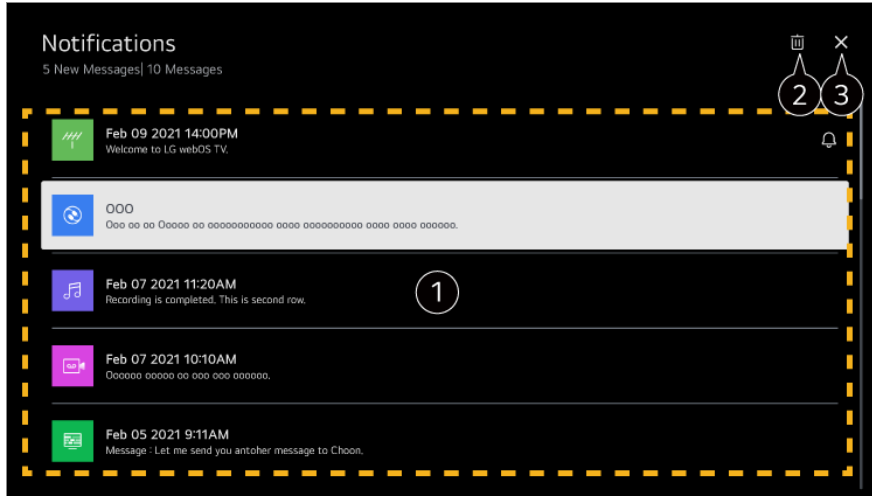 Notifications
5 New Messages| 10 Messages
2
3
Feb 09 2021 14:00PM
Welcome to LG webOS TV.
OOO
Ooo oo oo Ooooo oo ooooooooooo oooo oooooooooo oooo oooo oooooo.
Feb 07 2021 11:20AM
Recording is completed. This is second row.
1
Feb 07 2021 10:10AM
Oooooo ooooo oo ooo ooo oooooo.
Feb 05 2021 9:11AM
Message : Let me send you antoher message to Choon.